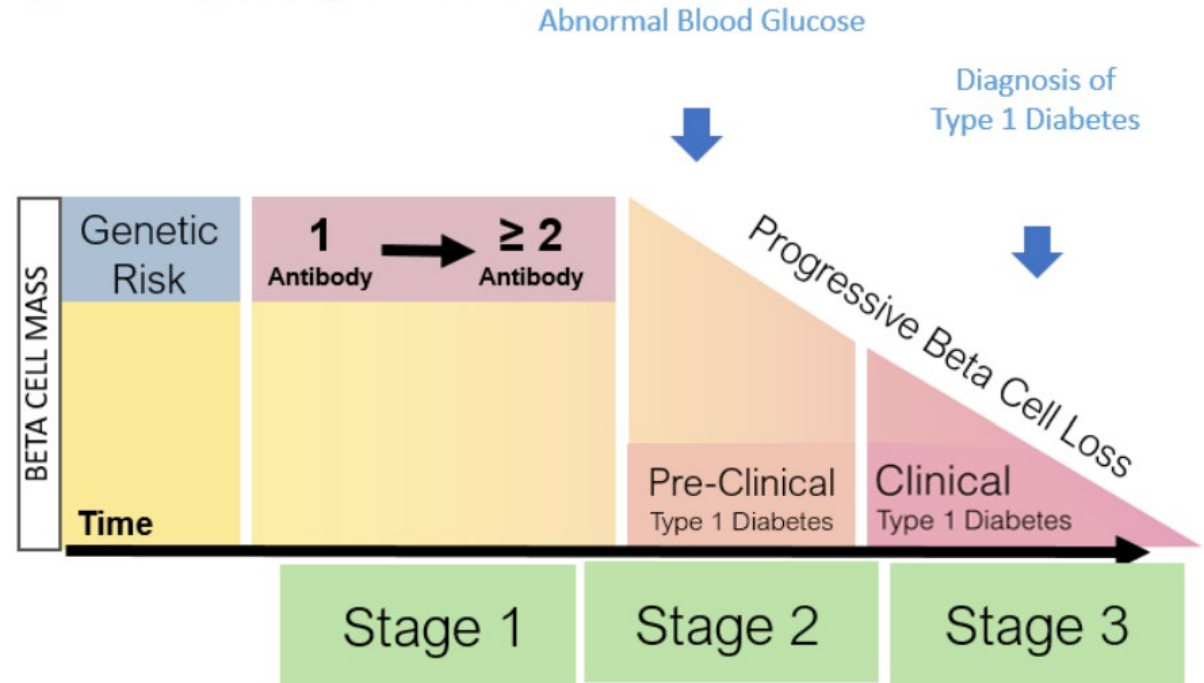 Abnormal Blood Glucose
Diagnosis of
Type 1 Diabetes
BETA CELL MASS
Genetic
Risk
1
Antibody
≥ 2
Antibody
Progressive Beta Cell Loss
Pre-Clinical
Type 1 Diabetes
Clinical
Type 1 Diabetes
Time
Stage 1
Stage 2
Stage 3